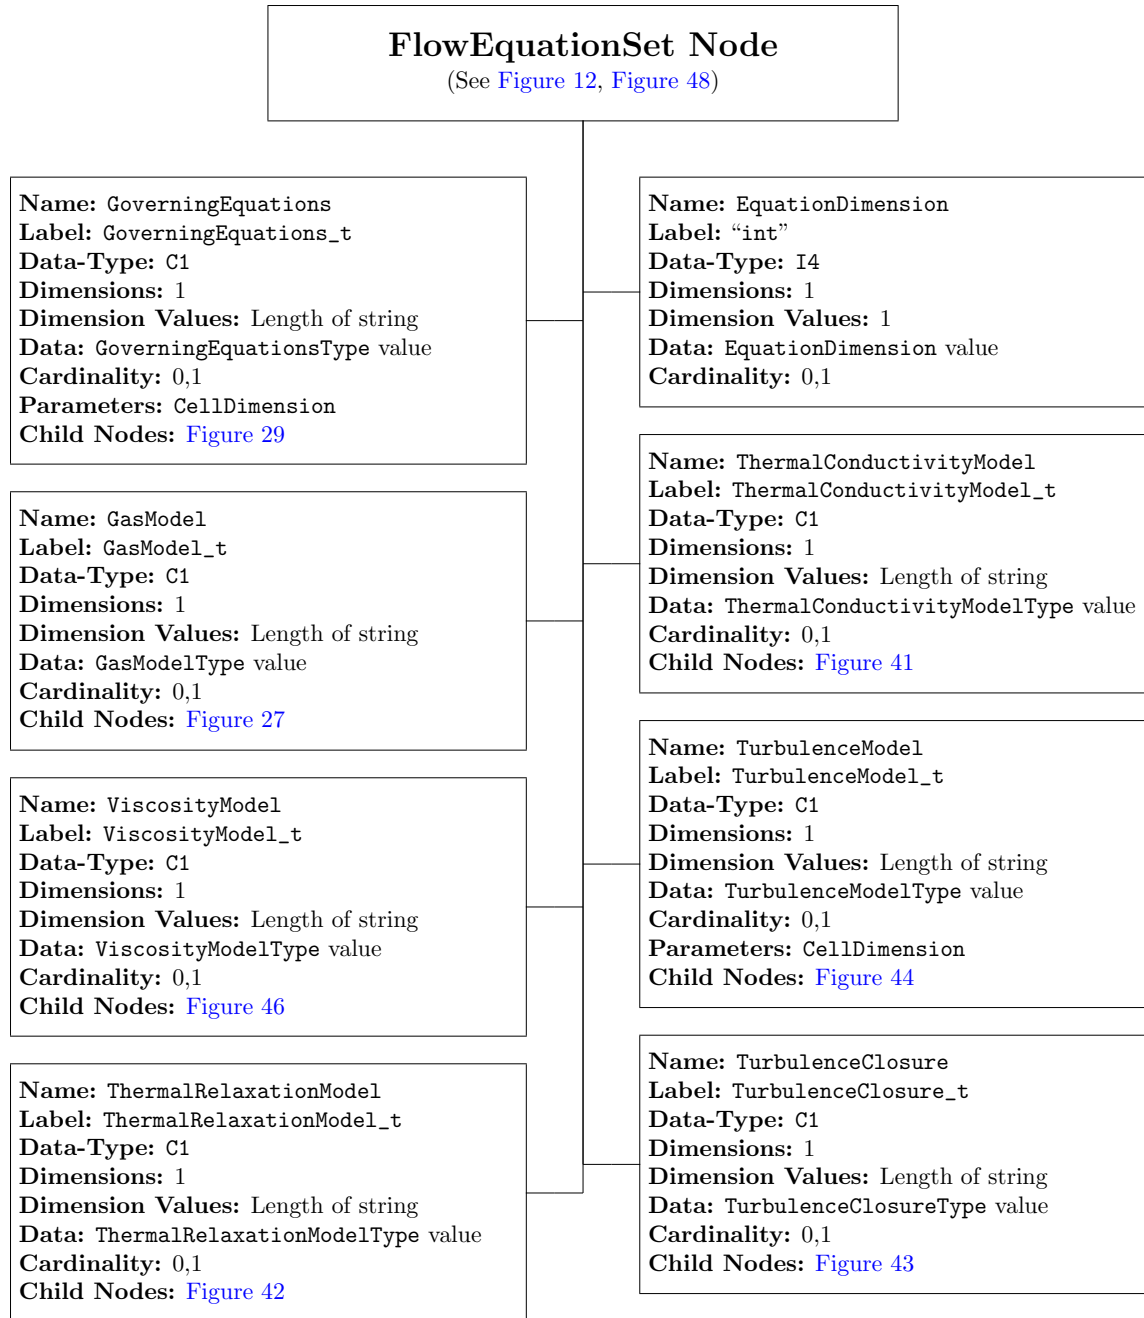 FlowEquationSet Node
(See Figure 12, Figure 48)
Name: GoverningEquations
Label: GoverningEquations_t
Data-Type: C1
Dimensions: 1
Dimension Values: Length of string
Data: GoverningEquationsType value
Cardinality: 0,1
Parameters: CellDimension
Child Nodes: Figure 29
Name: GasModel
Label: GasModel_t
Data-Type: C1
Dimensions: 1
Dimension Values: Length of string
Data: GasModelType value
Cardinality: 0,1
Child Nodes: Figure 27
Name: ViscosityModel
Label: ViscosityModel_t
Data-Type: C1
Dimensions: 1
Dimension Values: Length of string
Data: ViscosityModelType value
Cardinality: 0,1
Child Nodes: Figure 46
Name: ThermalRelaxationModel
Label: ThermalRelaxationModel_t
Data-Type: C1
Dimensions: 1
Dimension Values: Length of string
Data: ThermalRelaxationModelType value
Cardinality: 0,1
Child Nodes: Figure 42
Name: EquationDimension
Label: “int”
Data-Type: I4
Dimensions: 1
Dimension Values: 1
Data: EquationDimension value
Cardinality: 0,1
Name: ThermalConductivityModel
Label: ThermalConductivityModel_t
Data-Type: C1
Dimensions: 1
Dimension Values: Length of string
Data: ThermalConductivityModelType value
Cardinality: 0,1
Child Nodes: Figure 41
Name: TurbulenceModel
Label: TurbulenceModel_t
Data-Type: C1
Dimensions: 1
Dimension Values: Length of string
Data: TurbulenceModelType value
Cardinality: 0,1
Parameters: CellDimension
Child Nodes: Figure 44
Name: TurbulenceClosure
Label: TurbulenceClosure_t
Data-Type: C1
Dimensions: 1
Dimension Values: Length of string
Data: TurbulenceClosureType value
Cardinality: 0,1
Child Nodes: Figure 43